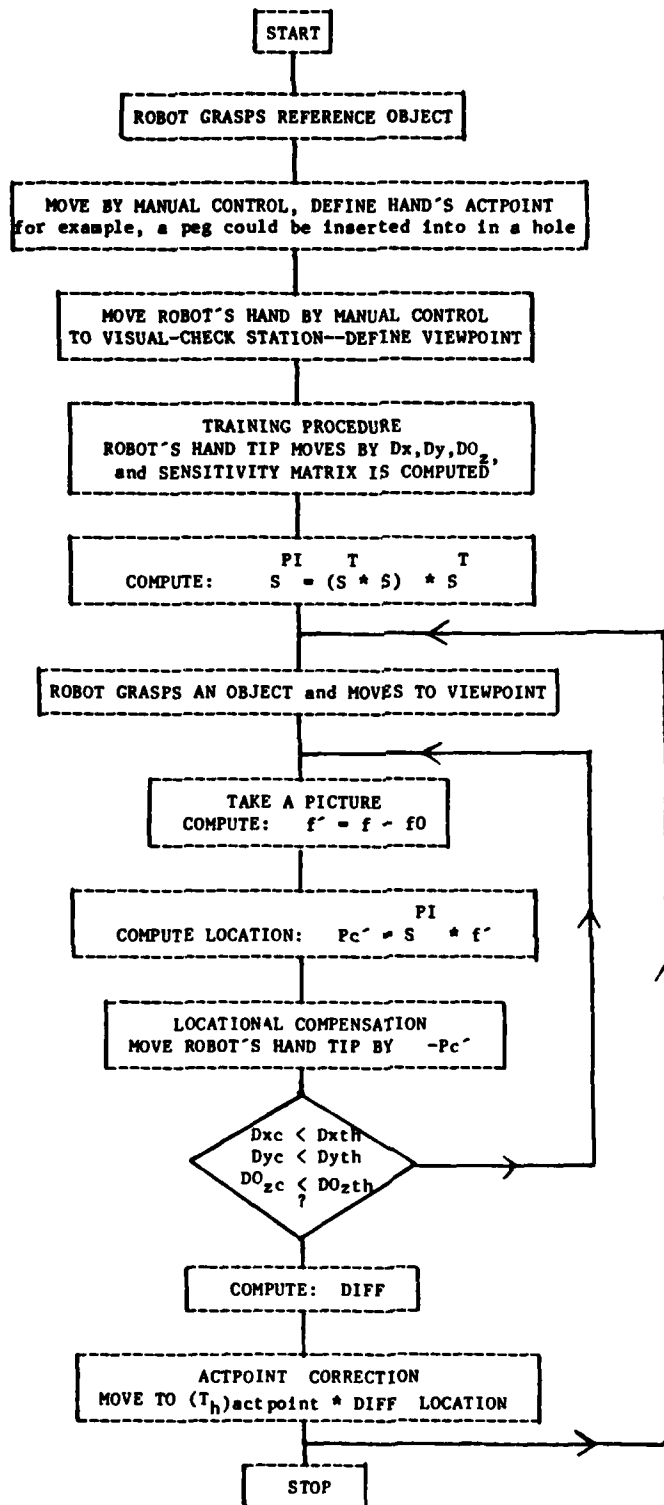 START
ROBOT GRASPS REFERENCE OBJECT
MOVE BY MANUAL CONTROL, DEFINE HAND'S ACTPOINT
for example, a peg could be inserted into in a hole
MOVE ROBOT'S HAND BY MANUAL CONTROL
TO VISUAL-CHECK STATION--DEFINE VIEWPOINT
TRAINING PROCEDURE
ROBOT'S HAND TIP MOVES BY Dx,Dy,DOz,
and SENSITIVITY MATRIX IS COMPUTED
PI T T
COMPUTE: S = (S * S) * S
ROBOT GRASPS AN OBJECT and MOVES TO VIEWPOINT
TAKE A PICTURE
COMPUTE: f' = f - f0
PI
COMPUTE LOCATION: Pc' = S * f'
LOCATIONAL COMPENSATION
MOVE ROBOT'S HAND TIP BY -Pc'
Dxc < Dxth
Dyc < Dyth
DOzc < DOzth
?
COMPUTE: DIFF
ACTPOINT CORRECTION
MOVE TO (Th)actpoint * DIFF LOCATION
STOP